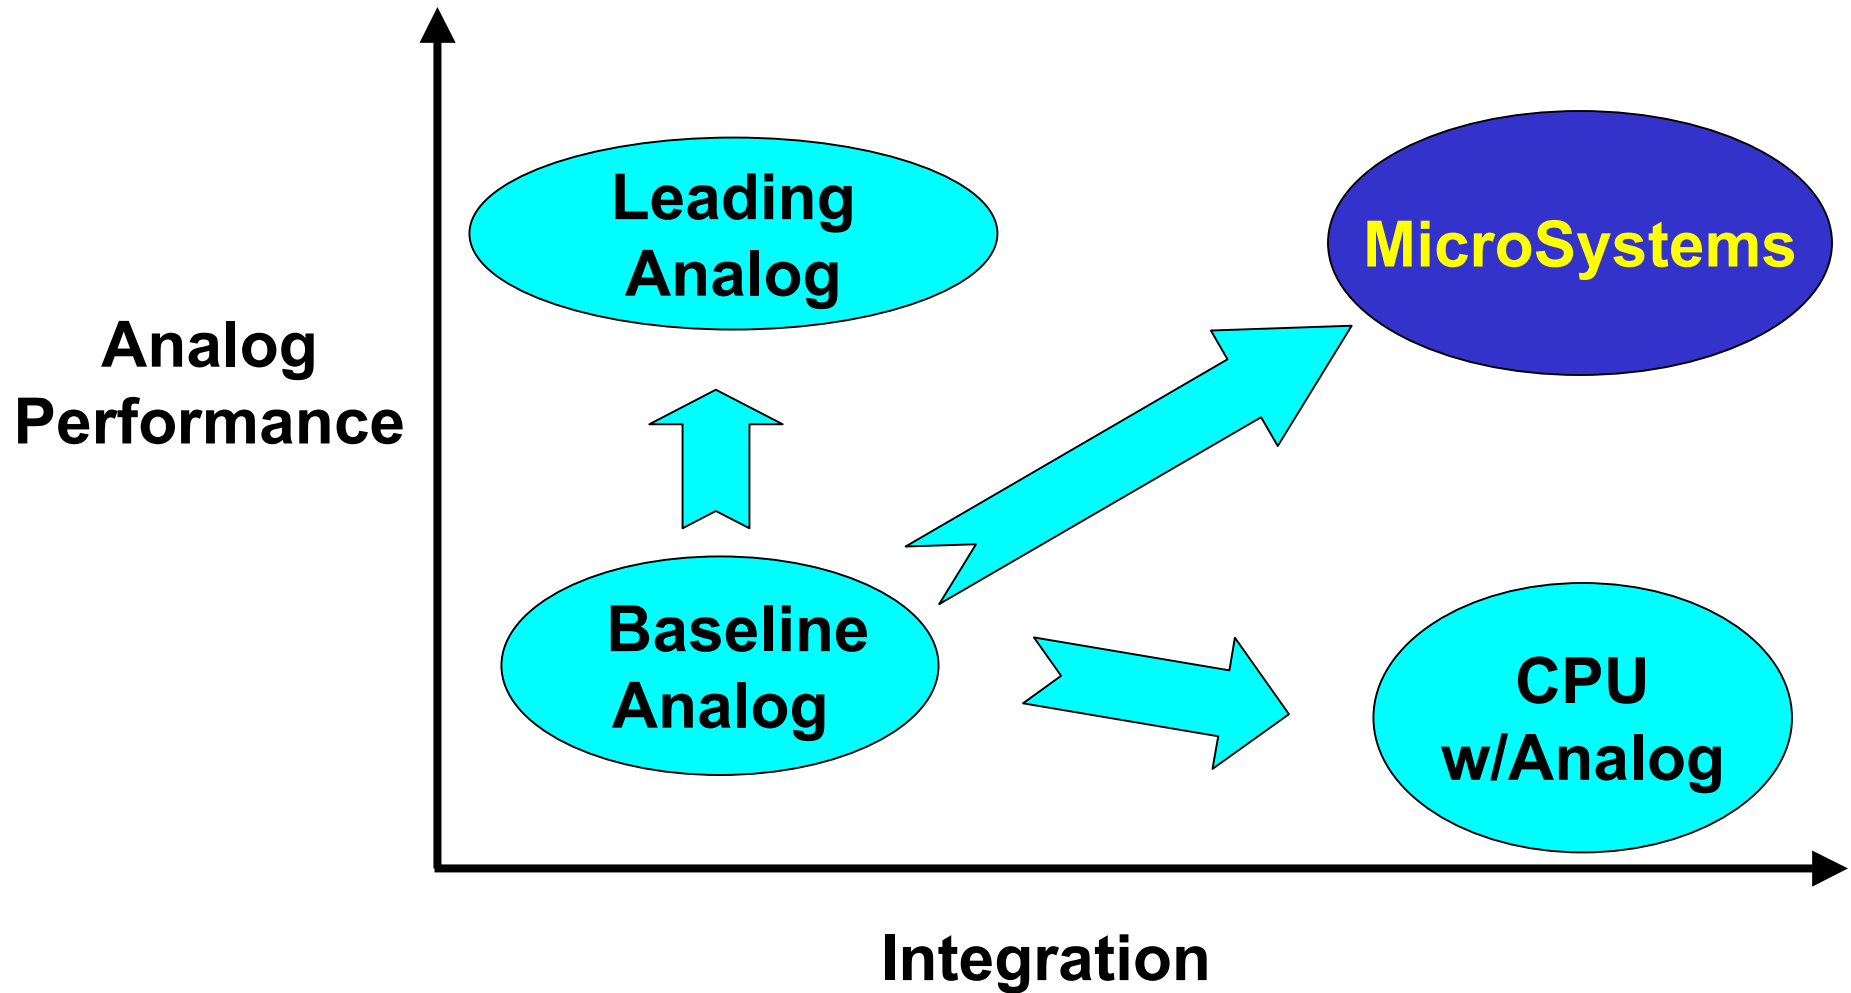 Leading
Analog
MicroSystems
Analog
Performance
Baseline
Analog
CPU
w/Analog
Integration